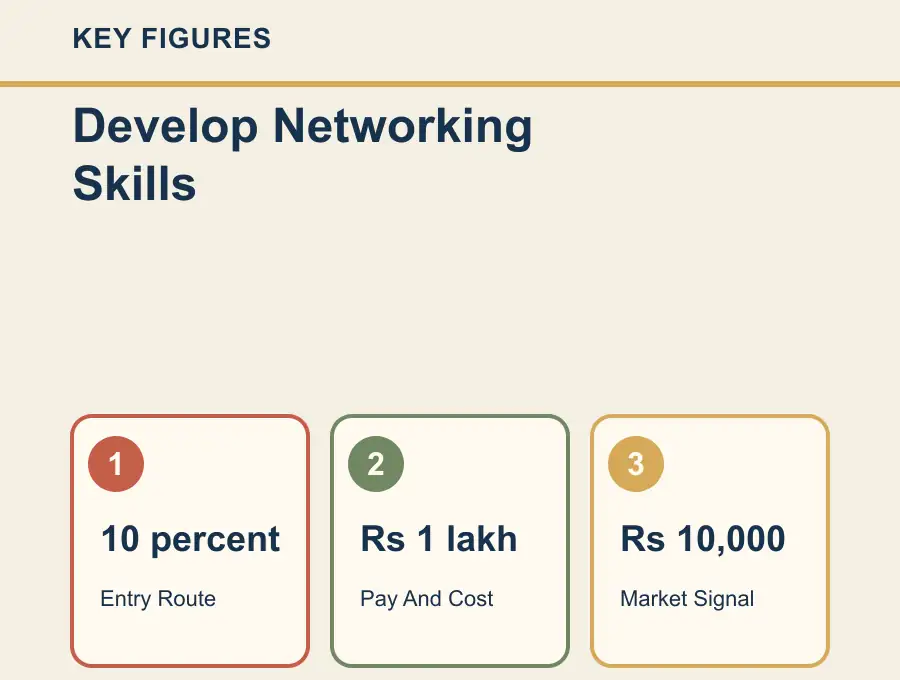 KEY FIGURES
Develop Networking
Skills
1
10 percent
Entry Route
2
Rs 1 lakh
Pay And Cost
3
Rs 10,000
Market Signal